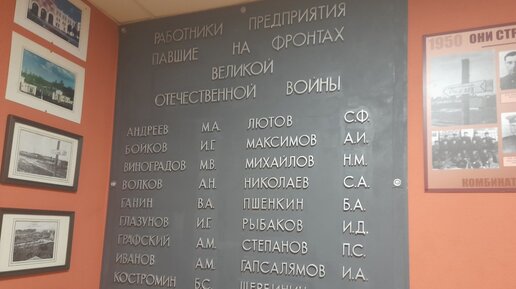 РАБОТНИКИ ПРЕДПРИЯТИЯ
ПАВШИЕ НА ФРОНТАХ
ВЕЛИКОЙ
ОТЕЧЕСТВЕННОЙ ВОЙНЫ
АНДРЕЕВ М.А.
БОЙКОВ И.Г.
ВИНОГРАДОВ М.В.
ВОЛКОВ А.Н.
ГАНИН В.А.
ГЛАЗУНОВ И.Г.
ГРАФСКИЙ А.М.
ИВАНОВ А.М.
КОСТРОМИН Б.С.
ЛЮТОВ С.Ф.
МАКСИМОВ А.И.
МИХАЙЛОВ Н.М.
НИКОЛАЕВ С.А.
ПШЕНКИН Б.А.
РЫБАКОВ И.Д.
СТЕПАНОВ П.С.
ГАПСАЛЯМОВ И.А.
1950 ОНИ
КОМБИНАТ